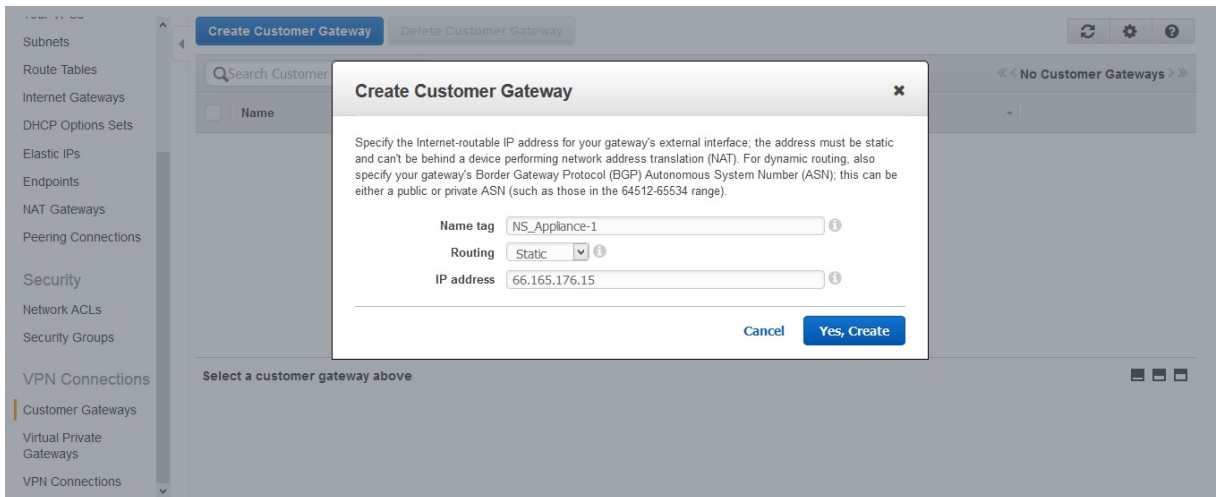 Subnets
Route Tables
Internet Gateways
DHCP Options Sets
Elastic IPs
Endpoints
NAT Gateways
Peering Connections
Security
Network ACLs
Security Groups
VPN Connections
Customer Gateways
Virtual Private
Gateways
VPN Connections
Create Customer Gateway
Delete Customer Gateway
Search Customer
No Customer Gateways
Name
Create Customer Gateway
Specify the Internet-routable IP address for your gateway's external interface; the address must be static
and can't be behind a device performing network address translation (NAT). For dynamic routing, also
specify your gateway's Border Gateway Protocol (BGP) Autonomous System Number (ASN); this can be
either a public or private ASN (such as those in the 64512-65534 range).
Name tag NS_Appliance-1
Routing Static
IP address 66.165.176.15
Cancel Yes, Create
Select a customer gateway above